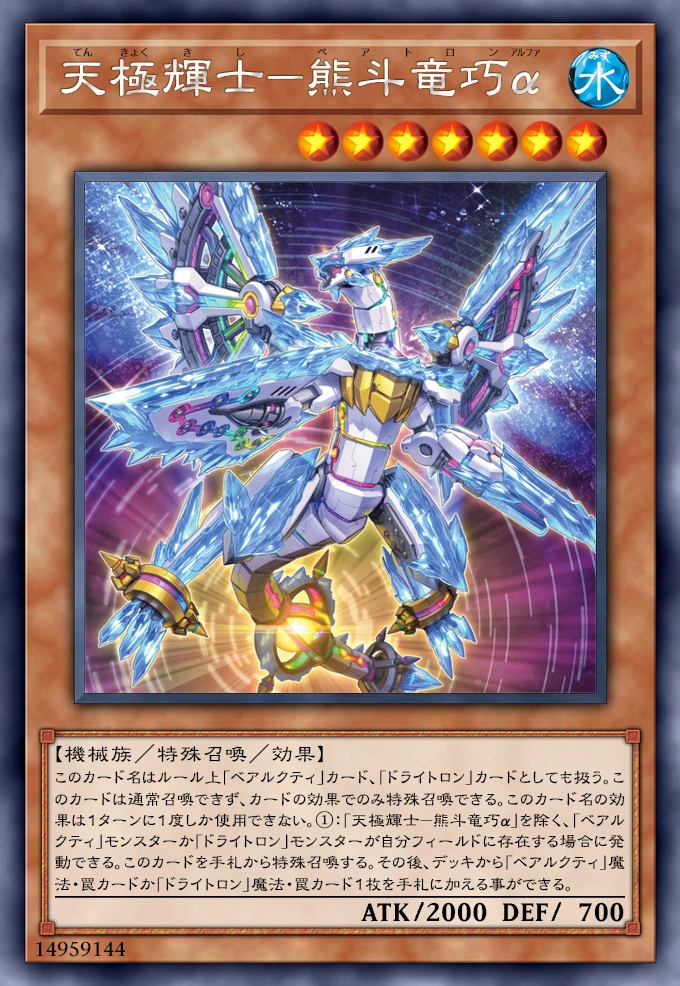 てんきょくきしベアトロンアルファ
天極輝士－熊斗竜巧α
みず
水
【機械族／特殊召喚／効果】
このカード名はルール上「ベアルクティ」カード、「ドライトロン」カードとしても扱う。こ
のカードは通常召喚できず、カードの効果でのみ特殊召喚できる。このカード名の効
果は１ターンに１度しか使用できない。①：「天極輝士－熊斗竜巧α」を除く、「ベアル
クティ」モンスターか「ドライトロン」モンスターが自分フィールドに存在する場合に発
動できる。このカードを手札から特殊召喚する。その後、デッキから「ベアルクティ」魔
法・罠カードか「ドライトロン」魔法・罠カード１枚を手札に加える事ができる。
ATK/2000 DEF/ 700
14959144